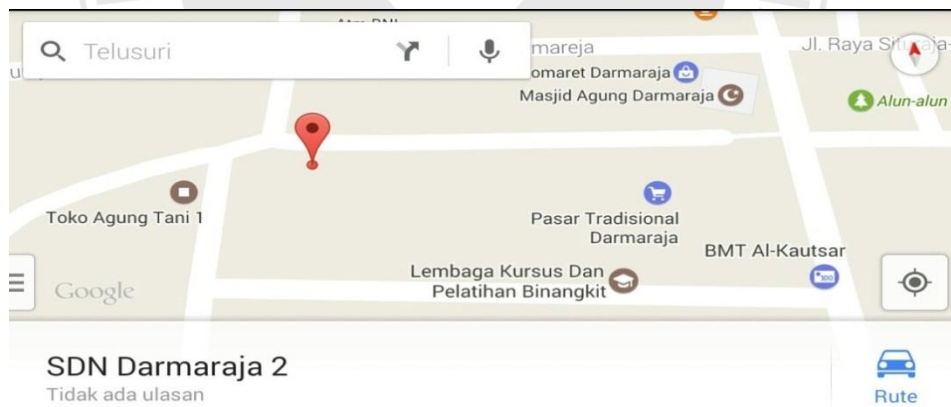 Telusuri
mareja
Jl. Raya Situraja-
omaret Darmaraja
Masjid Agung Darmaraja
Alun-alun
Toko Agung Tani 1
Pasar Tradisional
Darmaraja
BMT Al-Kautsar
Lembaga Kursus Dan
Pelatihan Binangkit
Google
SDN Darmaraja 2
Tidak ada ulasan
Rute